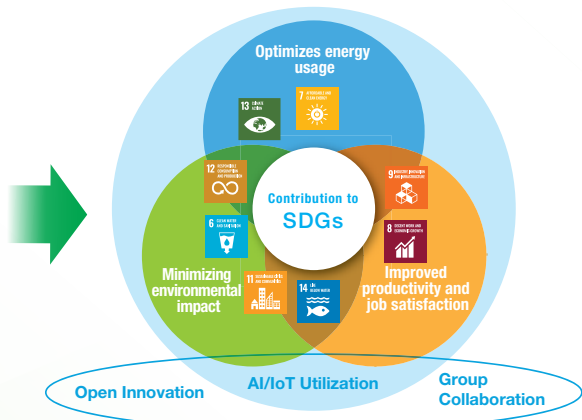 Optimizes energy
usage
13 CLIMATE
ACTION
7 AFFORDABLE AND
CLEAN ENERGY
12 RESPONSIBLE
CONSUMPTION
AND PRODUCTION
9 INDUSTRY, INNOVATION
AND INFRASTRUCTURE
Contribution to
SDGs
6 CLEAN WATER
AND SANITATION
8 DECENT WORK AND
ECONOMIC GROWTH
Minimizing
environmental
impact
11 SUSTAINABLE CITIES
AND COMMUNITIES
14 LIFE
BELOW WATER
Improved
productivity and
job satisfaction
Open Innovation
AI/IoT Utilization
Group
Collaboration